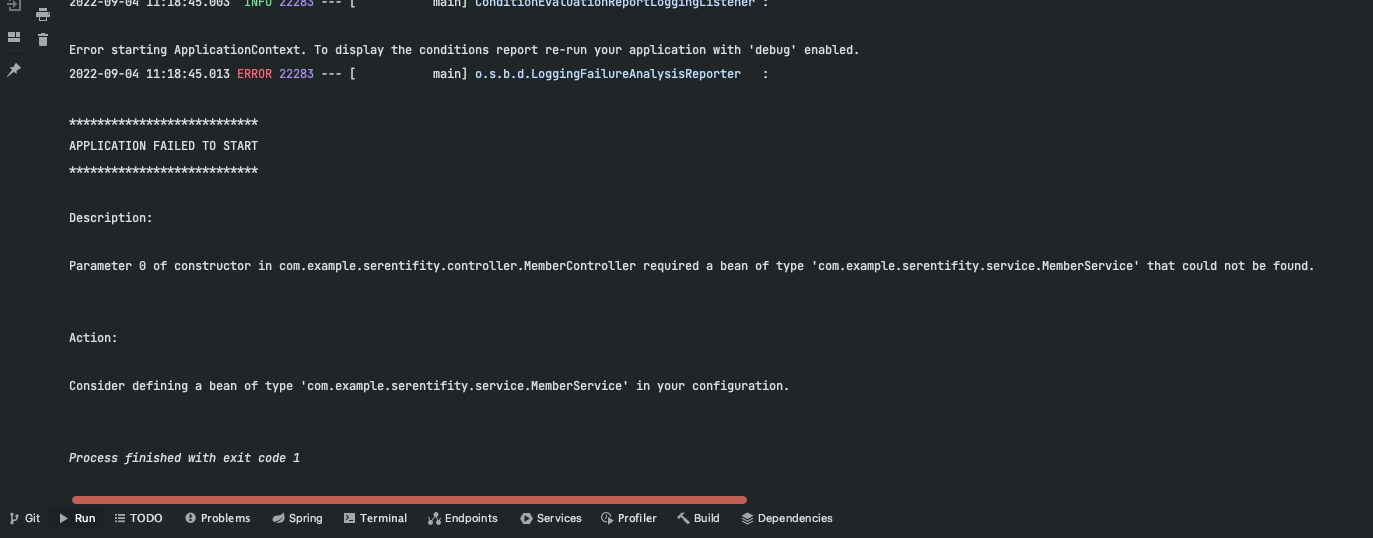 2022-09-04 11:18:45.003  INFO 22283 --- [           main] ConditionEvaluationReportLoggingListener :
Error starting ApplicationContext. To display the conditions report re-run your application with 'debug' enabled.
2022-09-04 11:18:45.013 ERROR 22283 --- [           main] o.s.b.d.LoggingFailureAnalysisReporter   :
***************************
APPLICATION FAILED TO START
***************************
Description:
Parameter 0 of constructor in com.example.serentifity.controller.MemberController required a bean of type 'com.example.serentifity.service.MemberService' that could not be found.
Action:
Consider defining a bean of type 'com.example.serentifity.service.MemberService' in your configuration.
Process finished with exit code 1
Git Run TODO Problems Spring Terminal Endpoints Services Profiler Build Dependencies